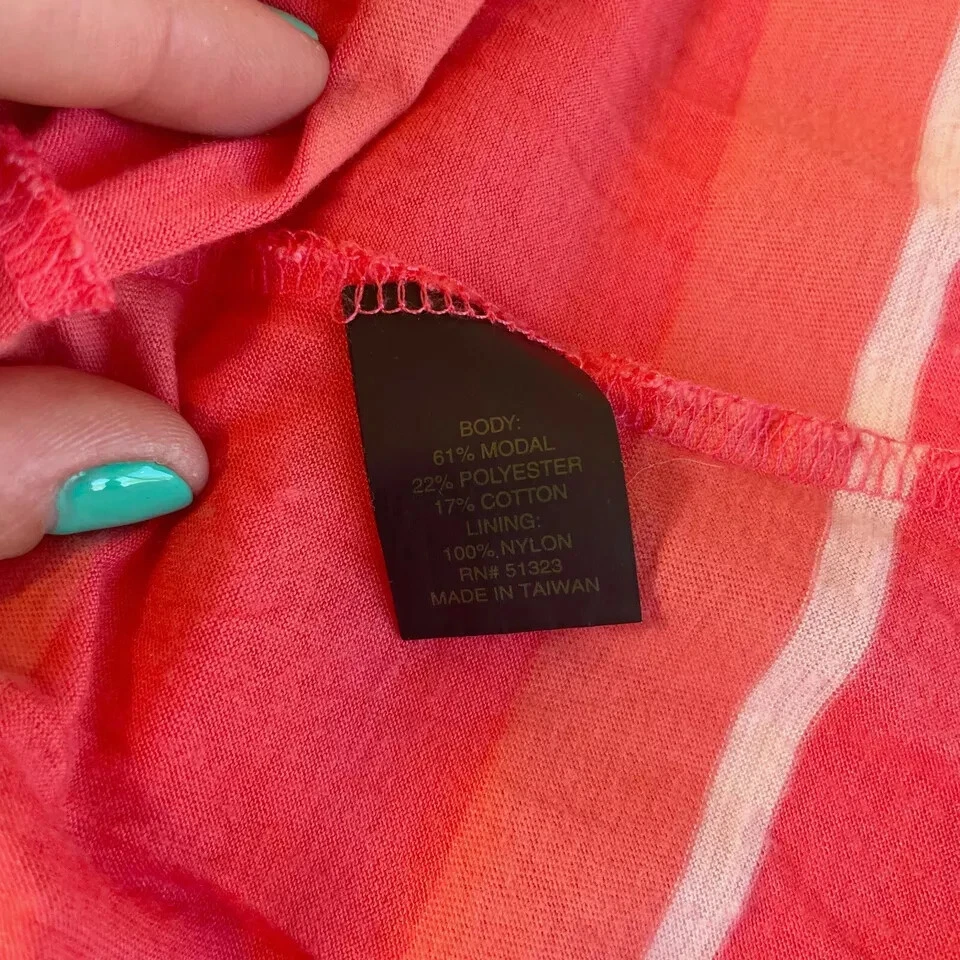 BODY:
61% MODAL
22% POLYESTER
17% COTTON
LINING:
100% NYLON
RN# 51323
MADE IN TAIWAN